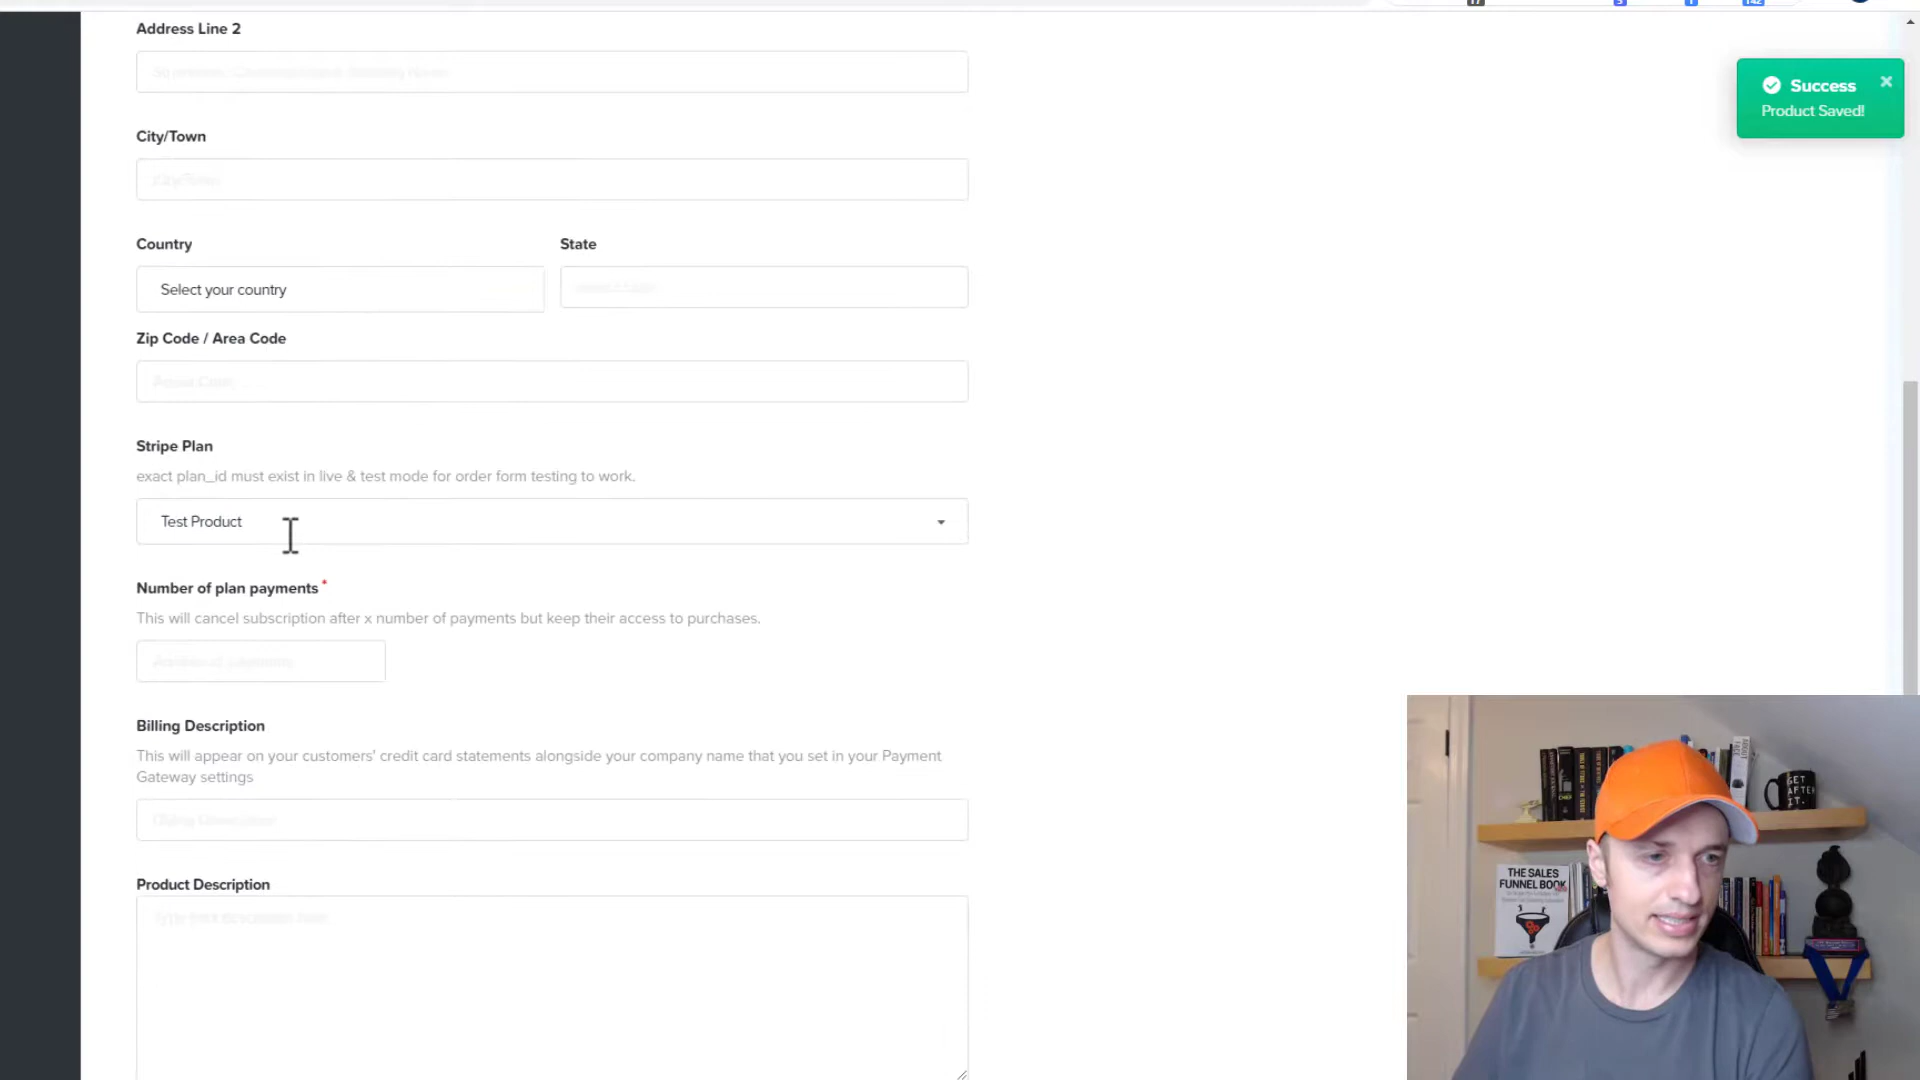 17
5
1
142
Address Line 2
Success
Product Saved!
City/Town
Country
State
Select your country
Zip Code / Area Code
Stripe Plan
exact plan_id must exist in live & test mode for order form testing to work.
Test Product
Number of plan payments *
This will cancel subscription after x number of payments but keep their access to purchases.
Billing Description
This will appear on your customers' credit card statements alongside your company name that you set in your Payment
Gateway settings
Product Description
GET
AFTER
IT.
THE SALES
FUNNEL BOOK